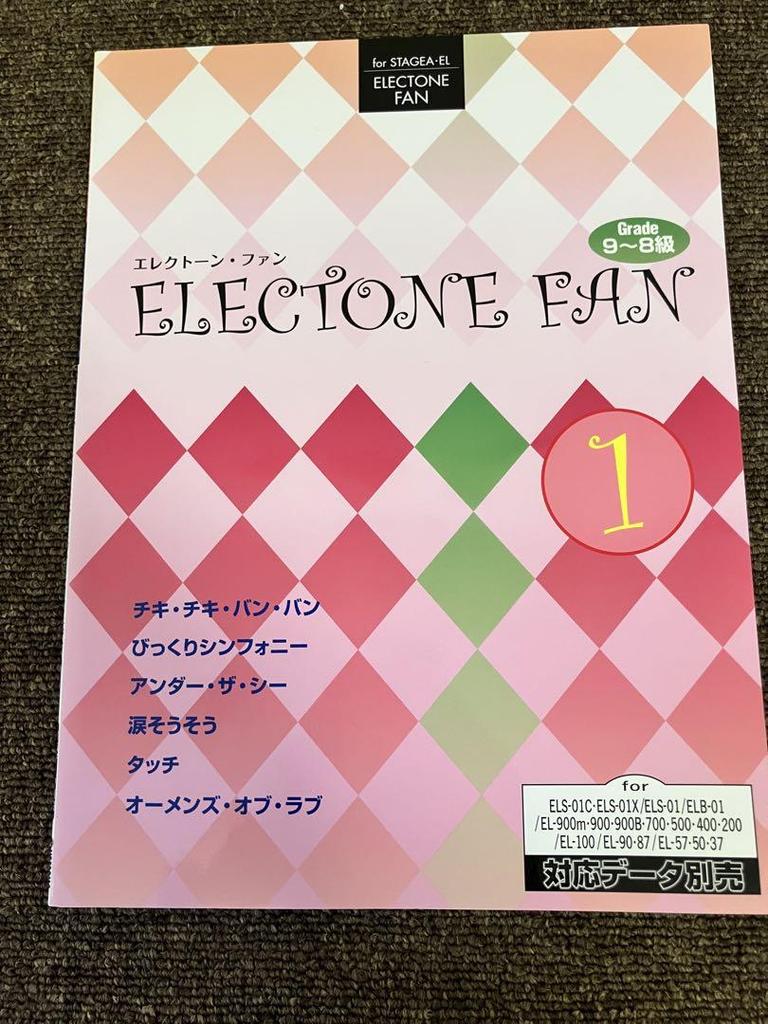 for STAGEA・EL
ELECTONE
FAN
Grade
9〜8級
エレクトーン・ファン
ELECTONE FAN
1
チキ・チキ・バン・バン
びっくりシンフォニー
アンダー・ザ・シー
涙そうそう
タッチ
オーメンズ・オブ・ラブ
for
ELS-01C・ELS-01X/ELS-01/ELB-01
/EL-900m・900・900B・700・500・400・200
/EL-100/EL-90・87/EL-57・50・37
対応データ別売